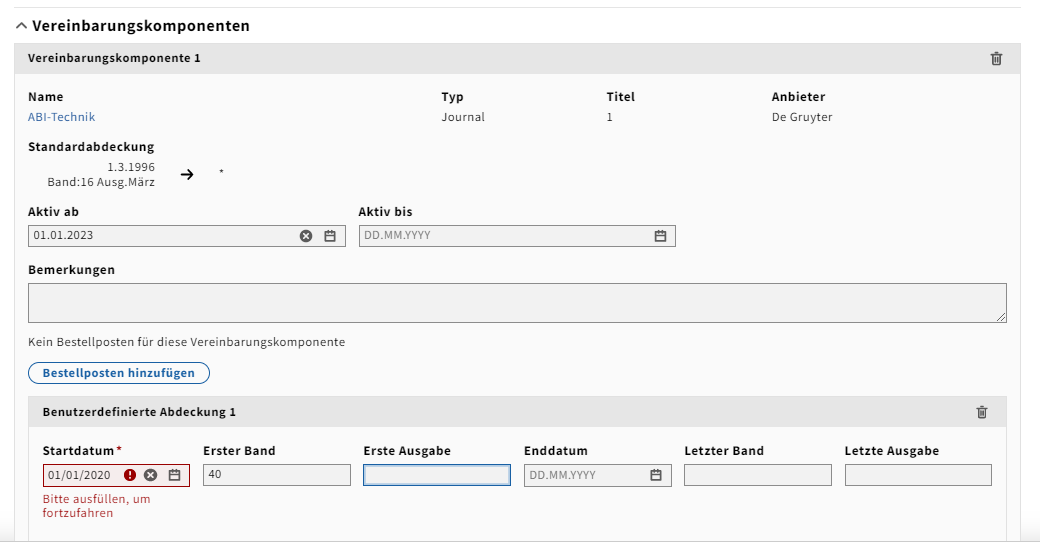 Vereinbarungskomponenten
Vereinbarungskomponente 1
Name Typ Titel Anbieter
ABI-Technik Journal 1 De Gruyter
Standardabdeckung
1.3.1996
Band:16 Ausg.März → *
Aktiv ab Aktiv bis
01.01.2023 DD.MM.YYYY
Bemerkungen
Kein Bestellposten für diese Vereinbarungskomponente
Bestellposten hinzufügen
Benutzerdefinierte Abdeckung 1
Startdatum* Erster Band Erste Ausgabe Enddatum Letzter Band Letzte Ausgabe
01/01/2020 40 DD.MM.YYYY
Bitte ausfüllen, um
fortzufahren